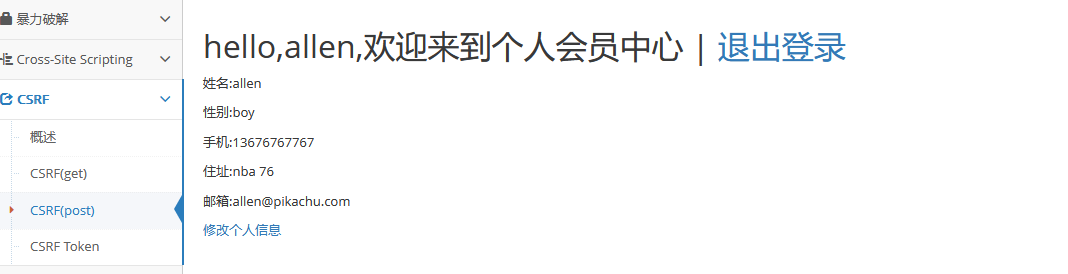 暴力破解
Cross-Site Scripting
CSRF
概述
CSRF(get)
CSRF(post)
CSRF Token
hello,allen,欢迎来到个人会员中心 | 退出登录
姓名:allen
性别:boy
手机:13676767767
住址:nba 76
邮箱:allen@pikachu.com
修改个人信息